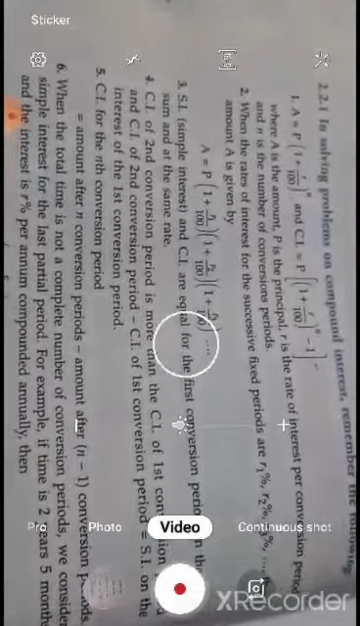 Sticker
2.2.1 In solving problems on compound interest, remember the following
1. A = P (1 + r/100)ⁿ and C.I. = P [(1 + r/100)ⁿ − 1]
where A is the amount, P is the principal, r is the rate of interest per conversion
and n is the number of conversions periods.
2. When the rates of interest for the successive fixed periods are r₁%, r₂%, r₃%, ...,
amount A is given by
A = P (1 + r₁/100)(1 + r₂/100)(1 + r₃/100) ....
3. S.I. (simple interest) and C.I. are equal for the first conversion
sum and at the same rate.
4. C.I. of 2nd conversion period is more than the C.I. of 1st
and C.I. of 2nd conversion period − C.I. of 1st conversion period = S.I. on the
interest of the 1st conversion period.
5. C.I. for the nth conversion period
= amount after n conversion periods − amount after (n − 1) conversion
6. When the total time is not a complete number of conversion periods, we consider
simple interest for the last partial period. For example, if time is 2 years 5 months
and the interest is r% per annum compounded annually, then
Pro
Photo
Video
Continuous shot
XRecorder